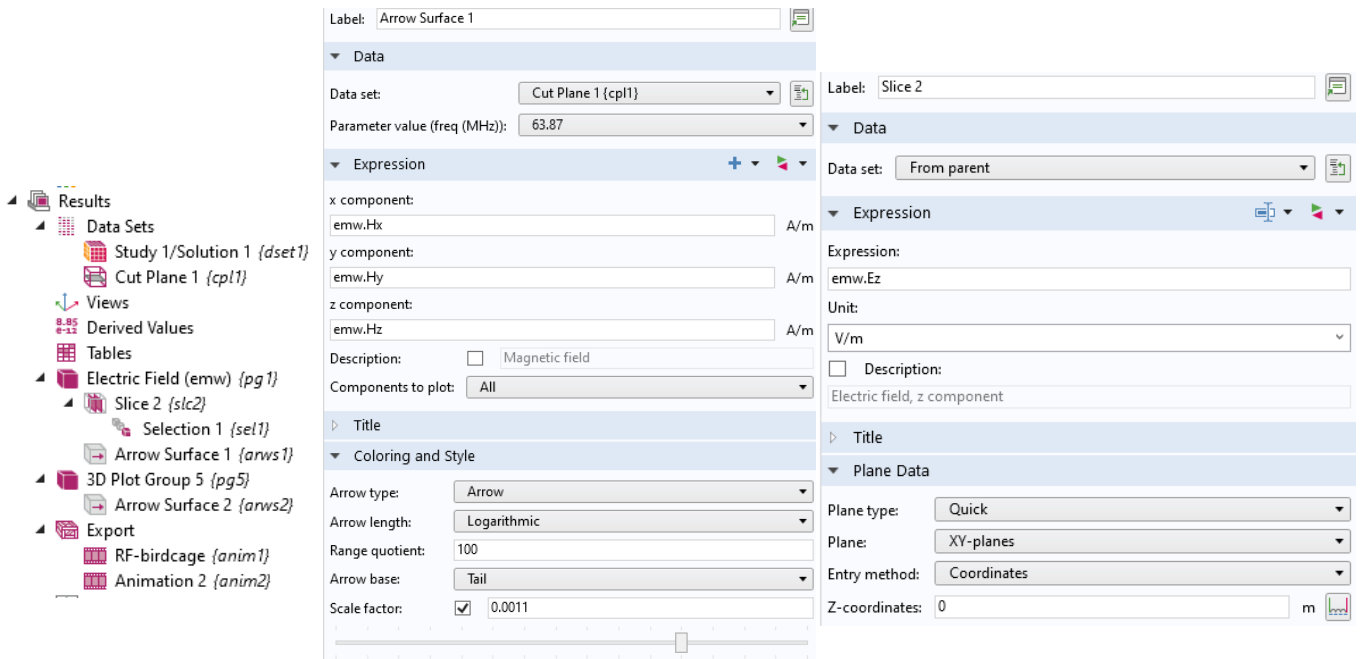 Results
Data Sets
Study 1/Solution 1 {dset1}
Cut Plane 1 {cpl1}
Views
8.85
e-12
Derived Values
Tables
Electric Field (emw) {pg1}
Slice 2 {slc2}
Selection 1 {sel1}
Arrow Surface 1 {arws1}
3D Plot Group 5 {pg5}
Arrow Surface 2 {arws2}
Export
RF-birdcage {anim1}
Animation 2 {anim2}
Label: Arrow Surface 1
Data
Data set: Cut Plane 1 {cpl1}
Parameter value (freq (MHz)): 63.87
Expression
x component:
emw.Hx A/m
y component:
emw.Hy A/m
z component:
emw.Hz A/m
Description: Magnetic field
Components to plot: All
Title
Coloring and Style
Arrow type: Arrow
Arrow length: Logarithmic
Range quotient: 100
Arrow base: Tail
Scale factor: 0.0011
Label: Slice 2
Data
Data set: From parent
Expression
Expression:
emw.Ez
Unit:
V/m
Description:
Electric field, z component
Title
Plane Data
Plane type: Quick
Plane: XY-planes
Entry method: Coordinates
Z-coordinates: 0 m